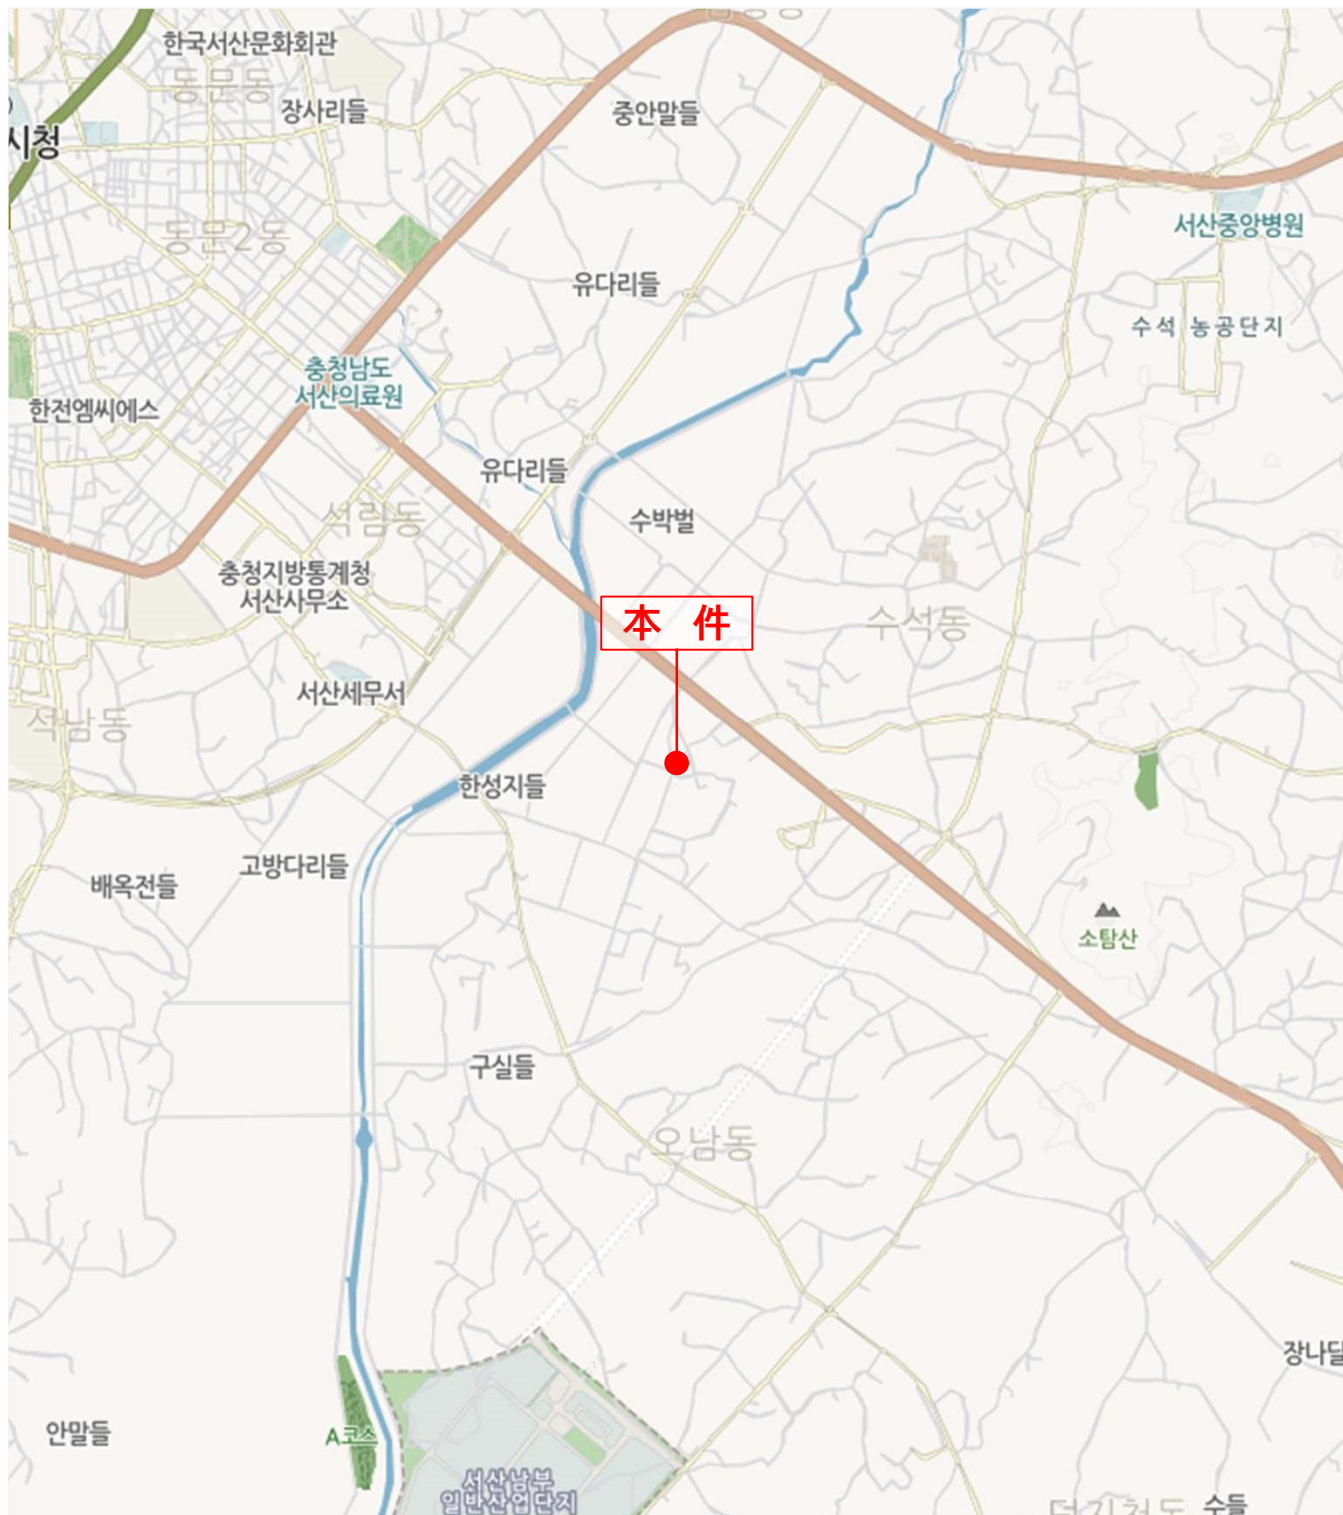 한국서산문화회관
동문동
장사리들
중안말들
시청
서산중앙병원
동문2동
유다리들
수석 농공단지
충청남도
서산의료원
한전엠씨에스
유다리들
석림동
수박벌
충청지방통계청
서산사무소
本 件
수석동
서산세무서
석남동
한성지들
고방다리들
배옥전들
소탐산
구실들
오남동
장나달
안말들
A코스
서산남부
일반산업단지
수들